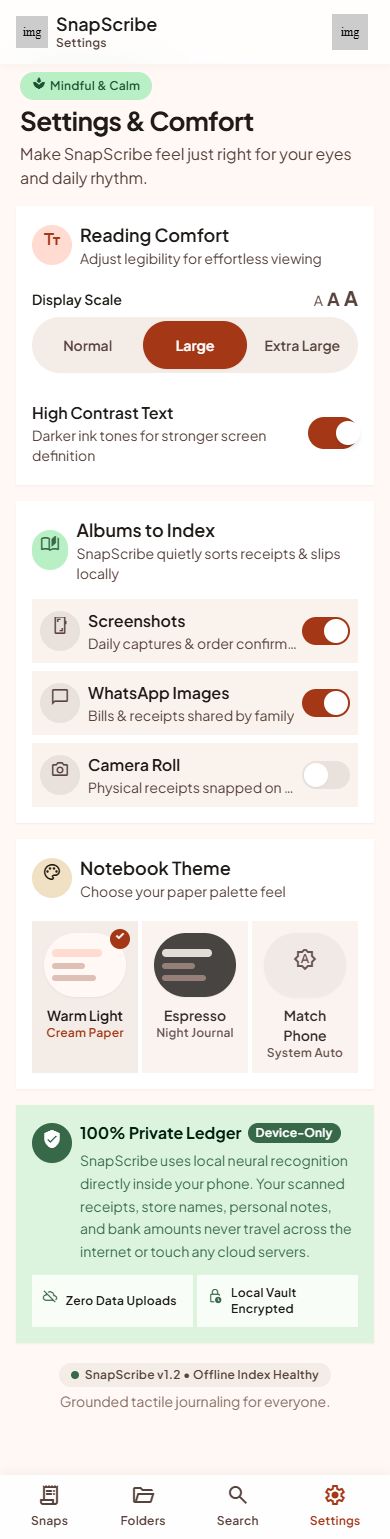 img
SnapScribe
Settings
img
Mindful & Calm
Settings & Comfort
Make SnapScribe feel just right for your eyes
and daily rhythm.
Tт
Reading Comfort
Adjust legibility for effortless viewing
Display Scale
A A A
Normal
Large
Extra Large
High Contrast Text
Darker ink tones for stronger screen
definition
Albums to Index
SnapScribe quietly sorts receipts & slips
locally
Screenshots
Daily captures & order confirm...
WhatsApp Images
Bills & receipts shared by family
Camera Roll
Physical receipts snapped on ...
Notebook Theme
Choose your paper palette feel
Warm Light
Cream Paper
Espresso
Night Journal
A
Match
Phone
System Auto
100% Private Ledger
Device-Only
SnapScribe uses local neural recognition
directly inside your phone. Your scanned
receipts, store names, personal notes,
and bank amounts never travel across the
internet or touch any cloud servers.
Zero Data Uploads
Local Vault
Encrypted
SnapScribe v1.2 • Offline Index Healthy
Grounded tactile journaling for everyone.
Snaps
Folders
Search
Settings